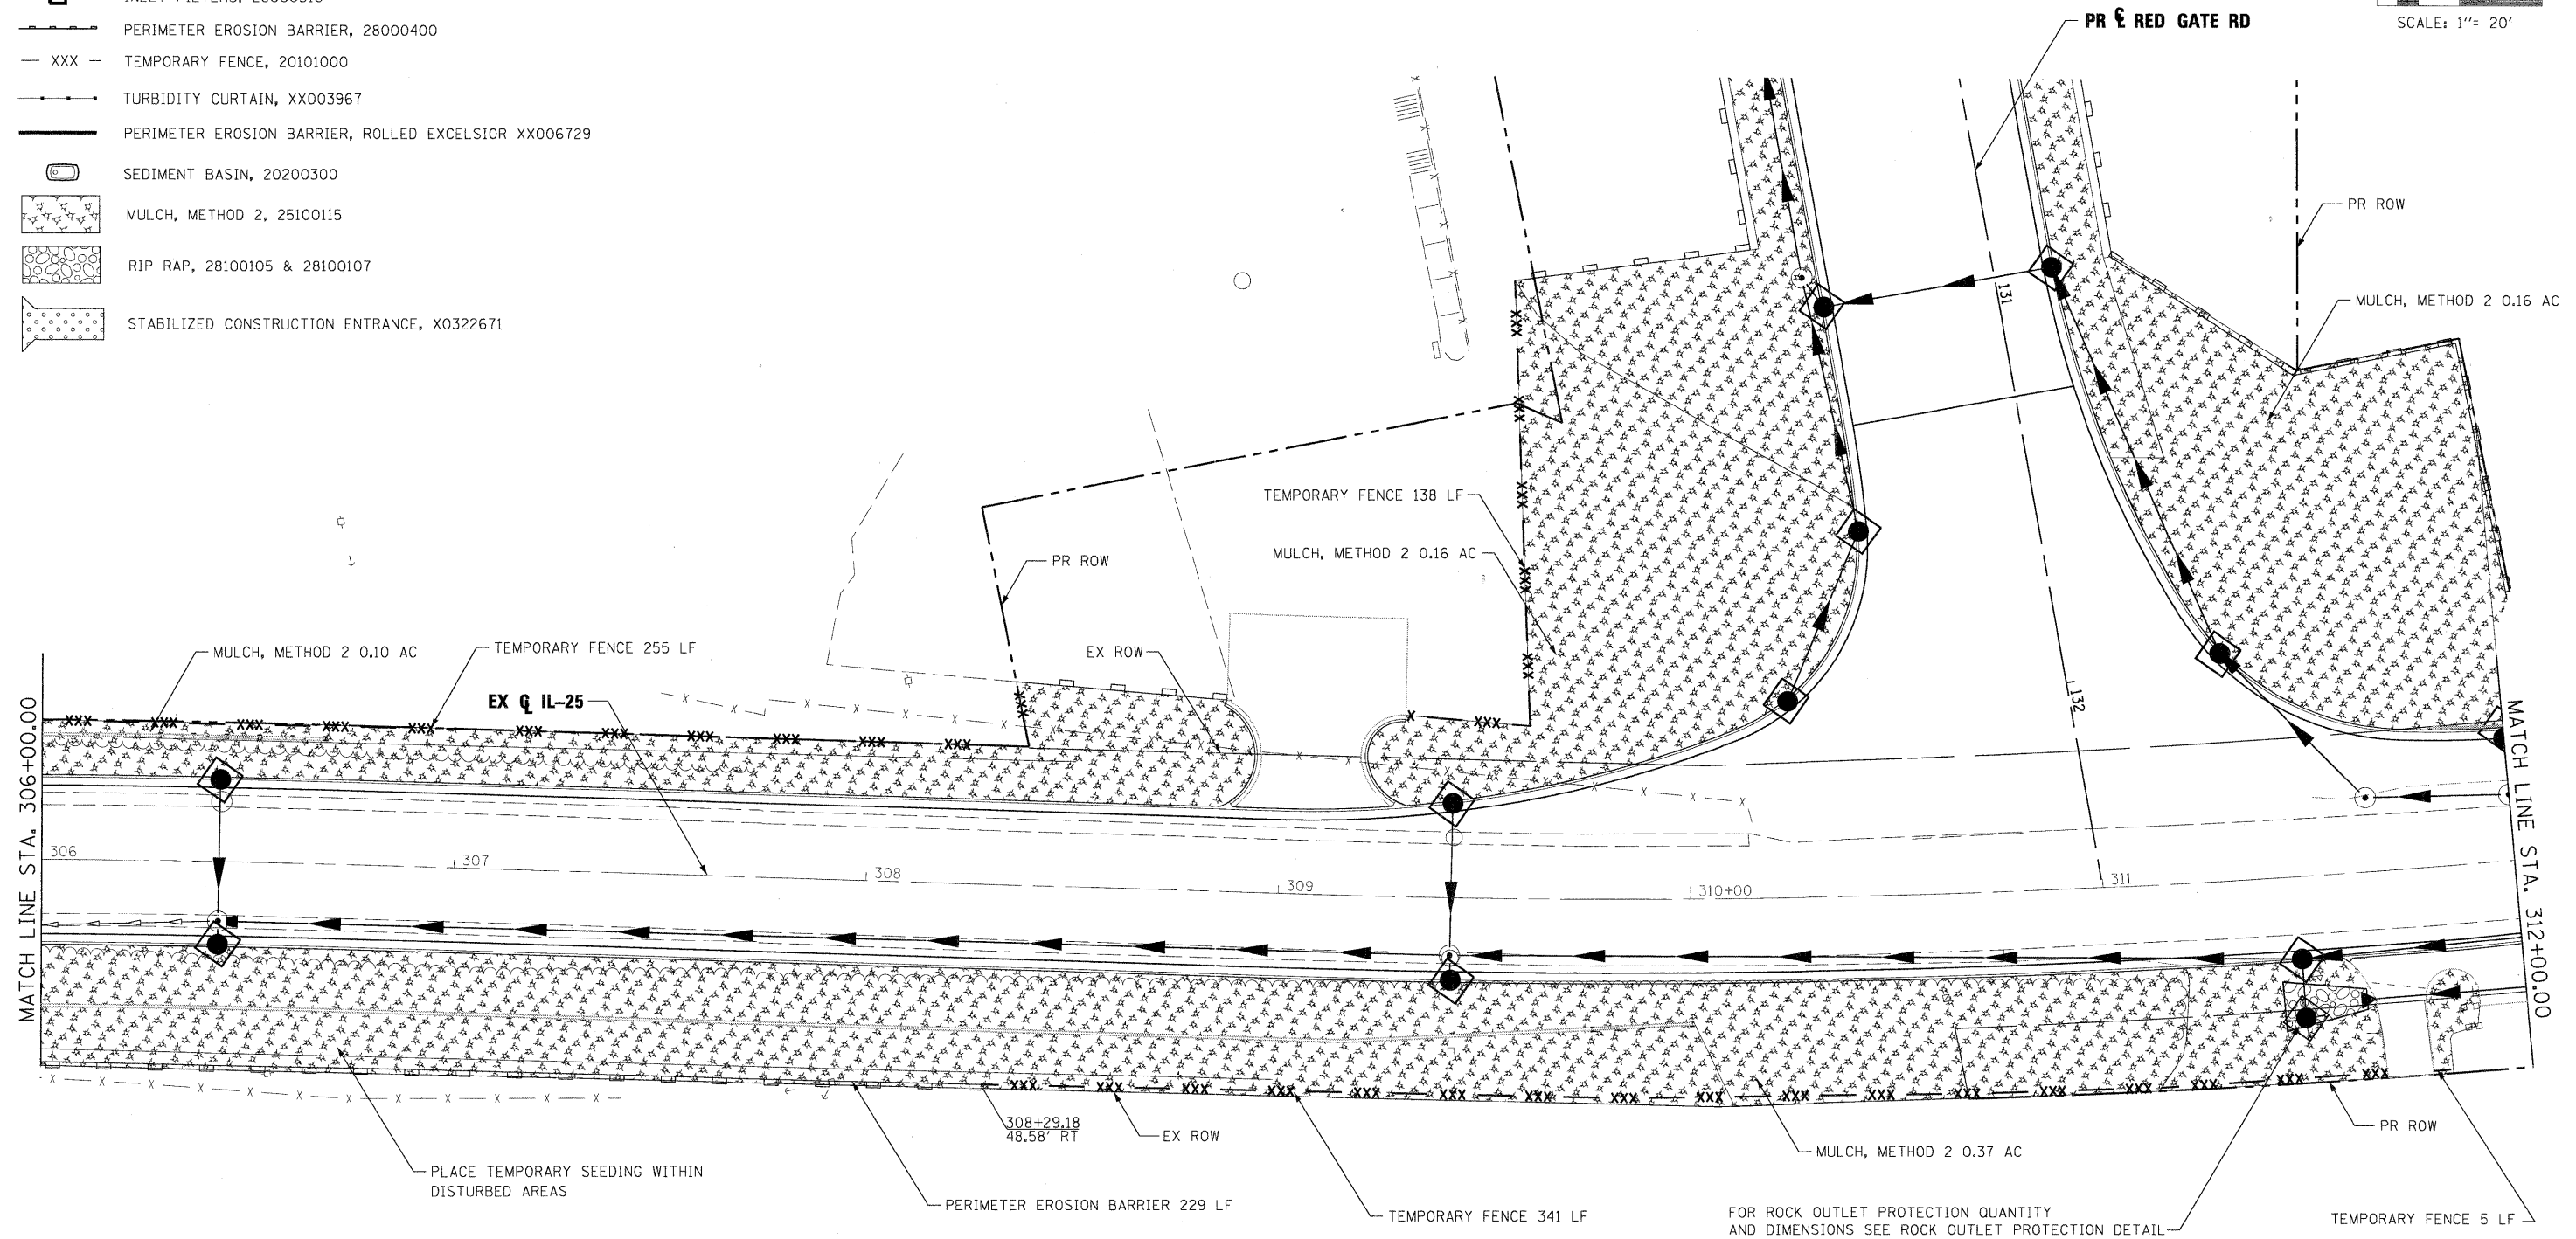 PERIMETER EROSION BARRIER, 28000400
XXX
TEMPORARY FENCE, 20101000
TURBIDITY CURTAIN, XX003967
PERIMETER EROSION BARRIER, ROLLED EXCELSIOR XX006729
SEDIMENT BASIN, 20200300
MULCH, METHOD 2, 25100115
RIP RAP, 28100105 & 28100107
STABILIZED CONSTRUCTION ENTRANCE, X0322671
PR ℄ RED GATE RD
SCALE: 1"= 20'
PR ROW
131
MULCH, METHOD 2 0.16 AC
TEMPORARY FENCE 138 LF
MULCH, METHOD 2 0.16 AC
PR ROW
MULCH, METHOD 2 0.10 AC
TEMPORARY FENCE 255 LF
EX ROW
EX ℄ IL-25
132
MATCH LINE STA. 306+00.00
MATCH LINE STA. 312+00.00
306
307
308
309
310+00
311
308+29.18
48.58' RT
EX ROW
PR ROW
MULCH, METHOD 2 0.37 AC
PLACE TEMPORARY SEEDING WITHIN
DISTURBED AREAS
PERIMETER EROSION BARRIER 229 LF
TEMPORARY FENCE 341 LF
FOR ROCK OUTLET PROTECTION QUANTITY
AND DIMENSIONS SEE ROCK OUTLET PROTECTION DETAIL
TEMPORARY FENCE 5 LF